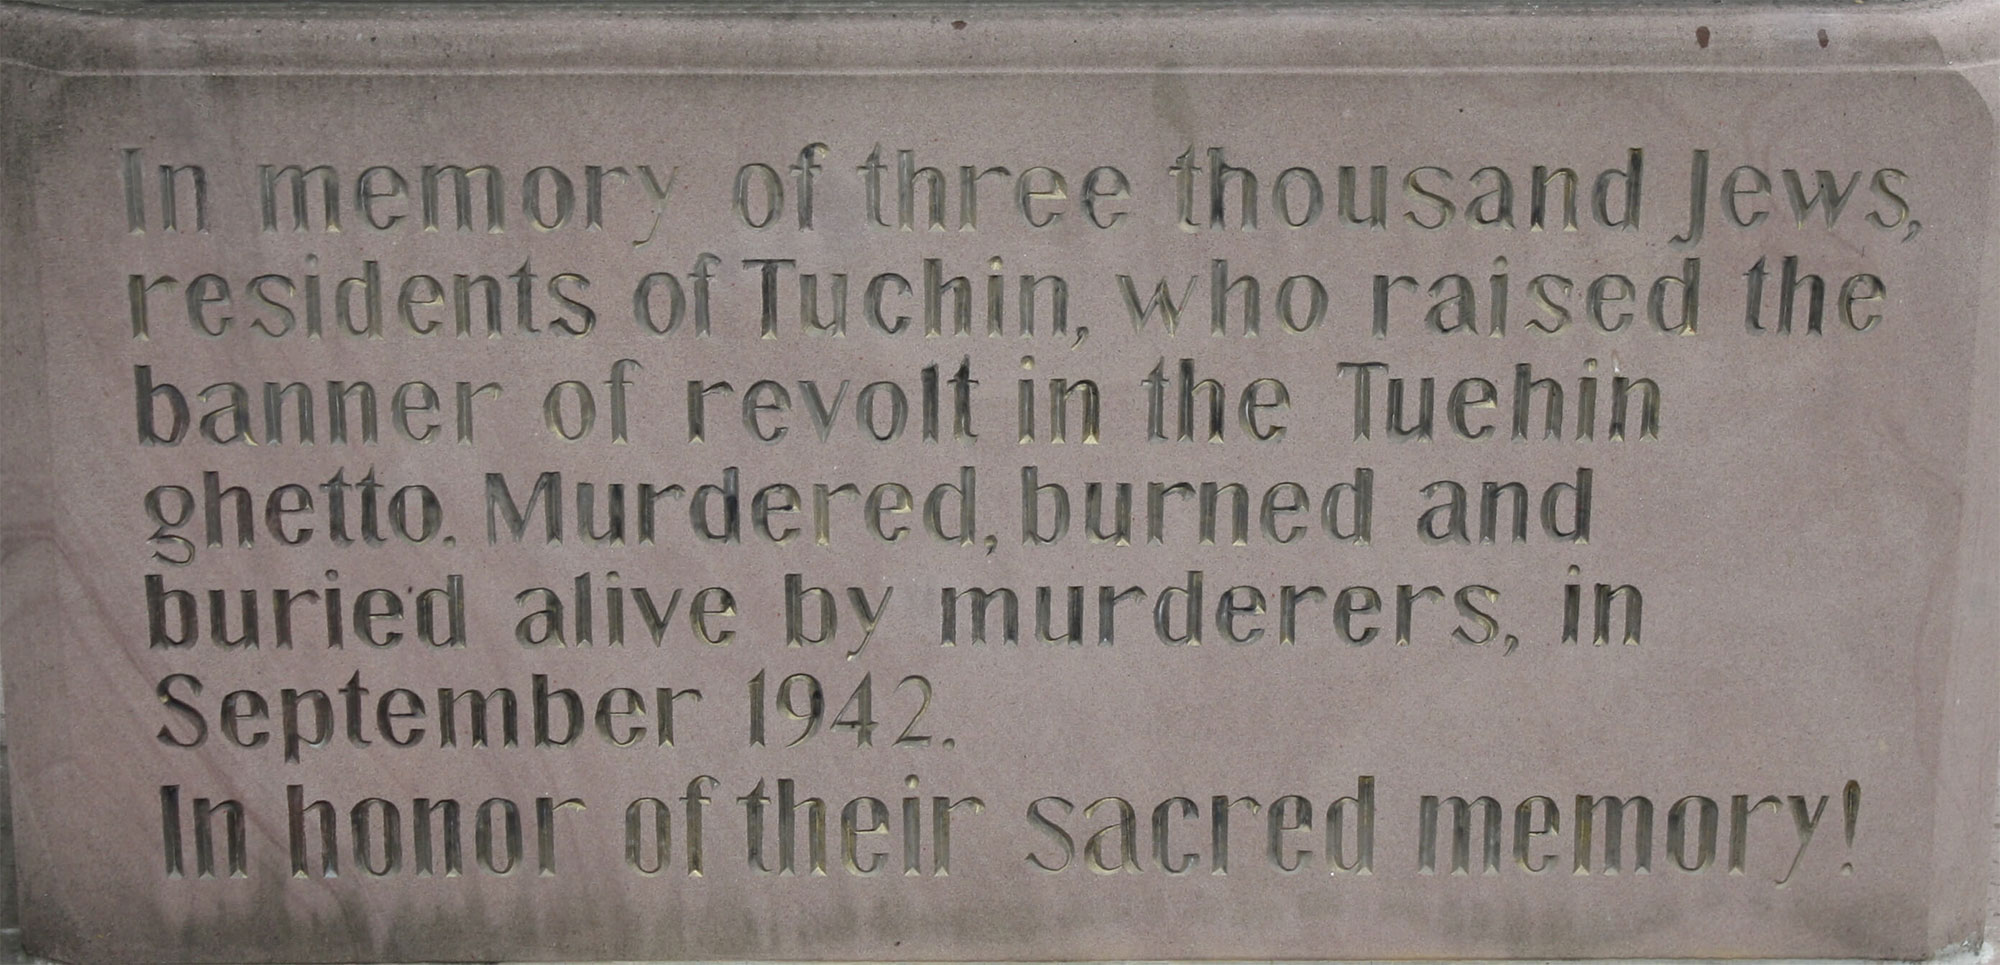 In memory of three thousand Jews,
residents of Tuchin, who raised the
banner of revolt in the Tuehin
ghetto. Murdered, burned and
buried alive by murderers, in
September 1942.
In honor of their sacred memory!